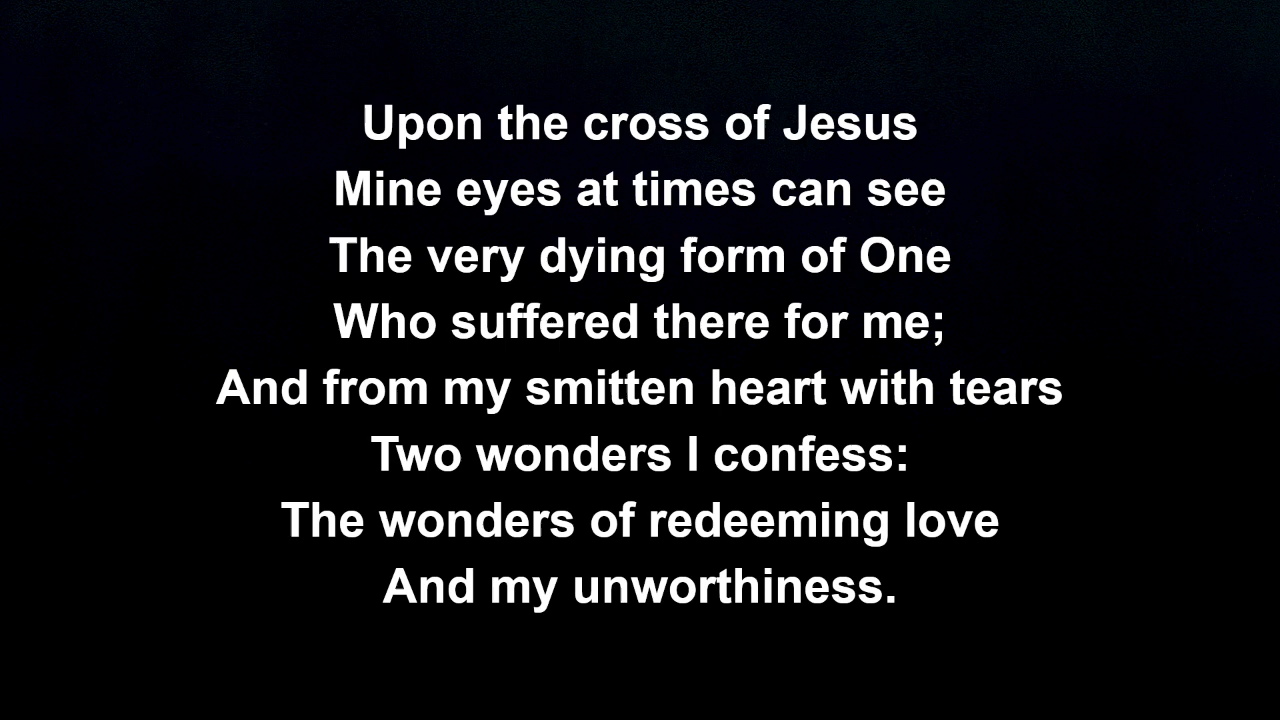 Upon the cross of Jesus
Mine eyes at times can see
The very dying form of One
Who suffered there for me;
And from my smitten heart with tears
Two wonders I confess:
The wonders of redeeming love
And my unworthiness.